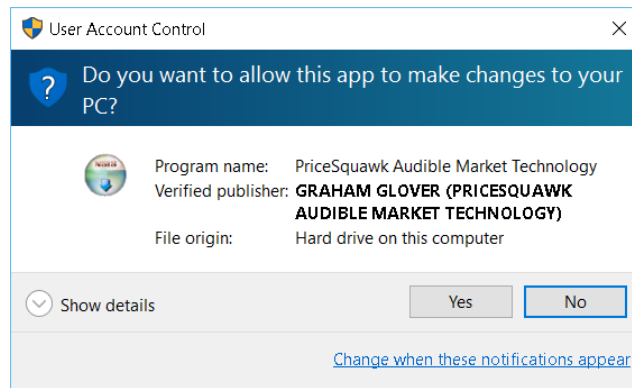 User Account Control
Do you want to allow this app to make changes to your
PC?
Program name: PriceSquawk Audible Market Technology
Verified publisher: GRAHAM GLOVER (PRICESQUAWK
AUDIBLE MARKET TECHNOLOGY)
File origin: Hard drive on this computer
Show details
Yes
No
Change when these notifications appear